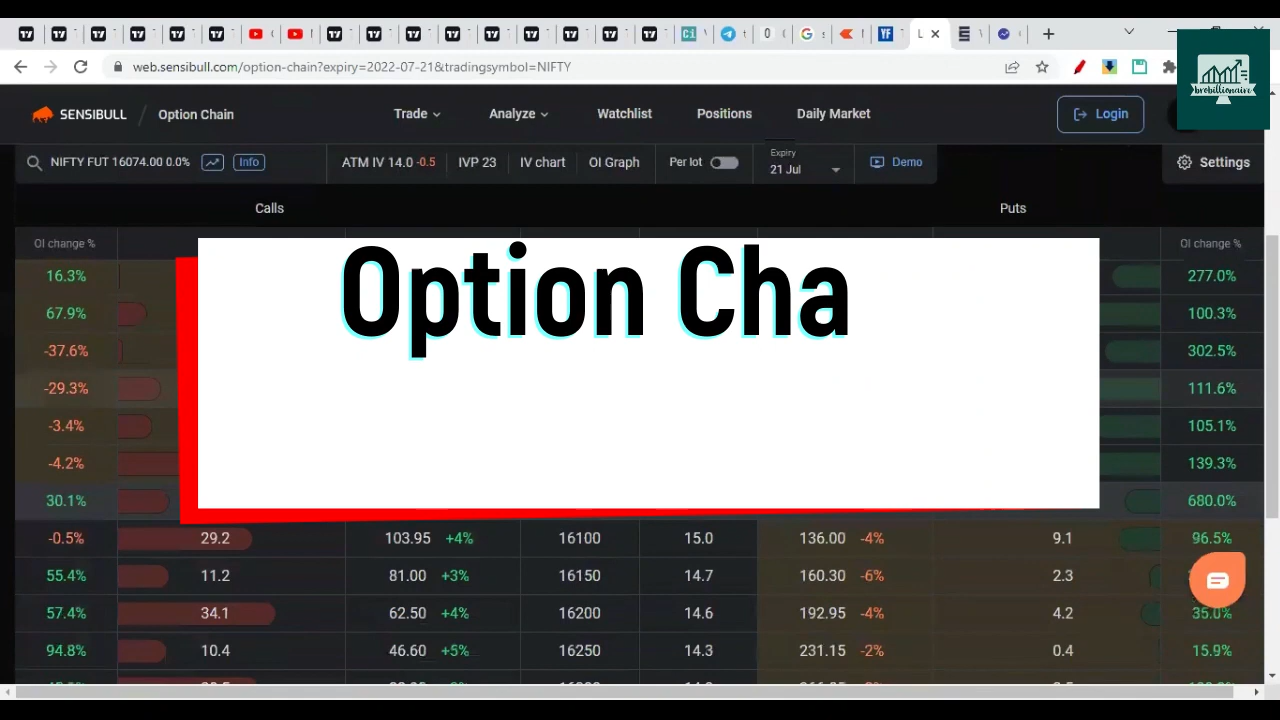 web.sensibull.com/option-chain?expiry=2022-07-21&tradingsymbol=NIFTY
brobillionaire
SENSIBULL / Option Chain Trade Analyze Watchlist Positions Daily Market Login
NIFTY FUT 16074.00 0.0% Info ATM IV 14.0 -0.5 IVP 23 IV chart OI Graph Per lot Expiry 21 Jul Demo Settings
Calls Puts
OI change % OI change %
Option Cha
16.3% 277.0%
67.9% 100.3%
-37.6% 302.5%
-29.3% 111.6%
-3.4% 105.1%
-4.2% 139.3%
30.1% 680.0%
-0.5% 29.2 103.95 +4% 16100 15.0 136.00 -4% 9.1 96.5%
55.4% 11.2 81.00 +3% 16150 14.7 160.30 -6% 2.3
57.4% 34.1 62.50 +4% 16200 14.6 192.95 -4% 4.2 35.0%
94.8% 10.4 46.60 +5% 16250 14.3 231.15 -2% 0.4 15.9%